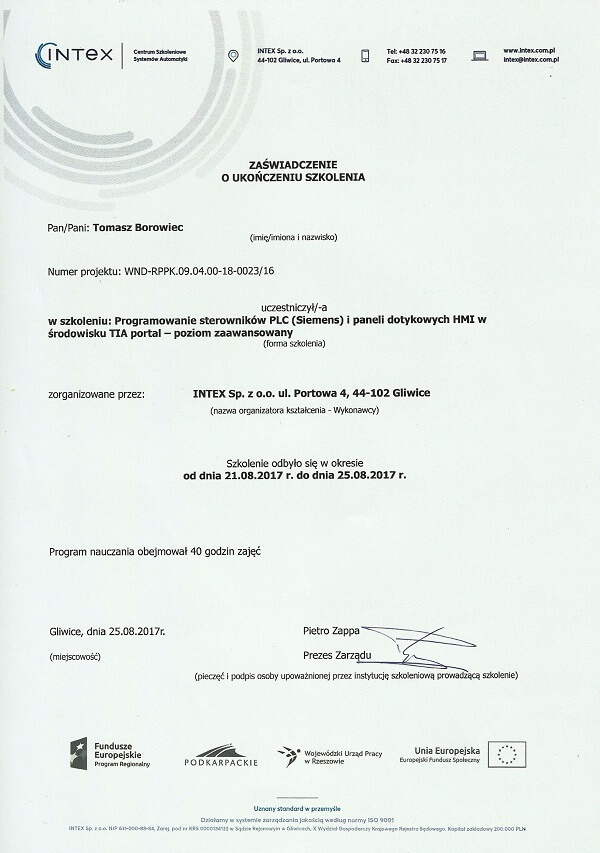 INTEX
Centrum Szkoleniowe
Systemów Automatyki
INTEX Sp. z o.o.
44-102 Gliwice, ul. Portowa 4
Tel: +48 32 230 75 16
Fax: +48 32 230 75 17
www.intex.com.pl
intex@intex.com.pl
ZAŚWIADCZENIE
O UKOŃCZENIU SZKOLENIA
Pan/Pani: Tomasz Borowiec
(imię/imiona i nazwisko)
Numer projektu: WND-RPPK.09.04.00-18-0023/16
uczestniczył/-a
w szkoleniu: Programowanie sterowników PLC (Siemens) i paneli dotykowych HMI w
środowisku TIA portal – poziom zaawansowany
(forma szkolenia)
zorganizowane przez: INTEX Sp. z o.o. ul. Portowa 4, 44-102 Gliwice
(nazwa organizatora kształcenia - Wykonawcy)
Szkolenie odbyło się w okresie
od dnia 21.08.2017 r. do dnia 25.08.2017 r.
Program nauczania obejmował 40 godzin zajęć
Gliwice, dnia 25.08.2017r.
(miejscowość)
Pietro Zappa
Prezes Zarządu
(pieczęć i podpis osoby upoważnionej przez instytucję szkoleniową prowadzącą szkolenie)
Fundusze
Europejskie
Program Regionalny
PODKARPACKIE
Wojewódzki Urząd Pracy
w Rzeszowie
Unia Europejska
Europejski Fundusz Społeczny
Uznany standard w przemyśle
Działamy w systemie zarządzania jakością według normy ISO 9001
INTEX Sp. z o.o. NIP 631-000-88-84, Zarej. pod nr KRS 0000134123 w Sądzie Rejonowym w Gliwicach, X Wydział Gospodarczy Krajowego Rejestru Sądowego. Kapitał zakładowy 200.000 PLN